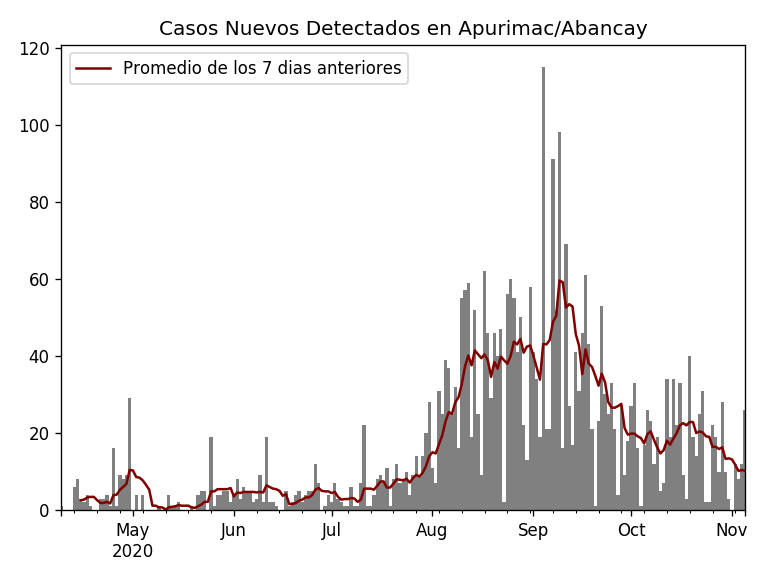 Casos Nuevos Detectados en Apurimac/Abancay
Promedio de los 7 dias anteriores
120
100
80
60
40
20
0
May Jun Jul Aug Sep Oct Nov
2020